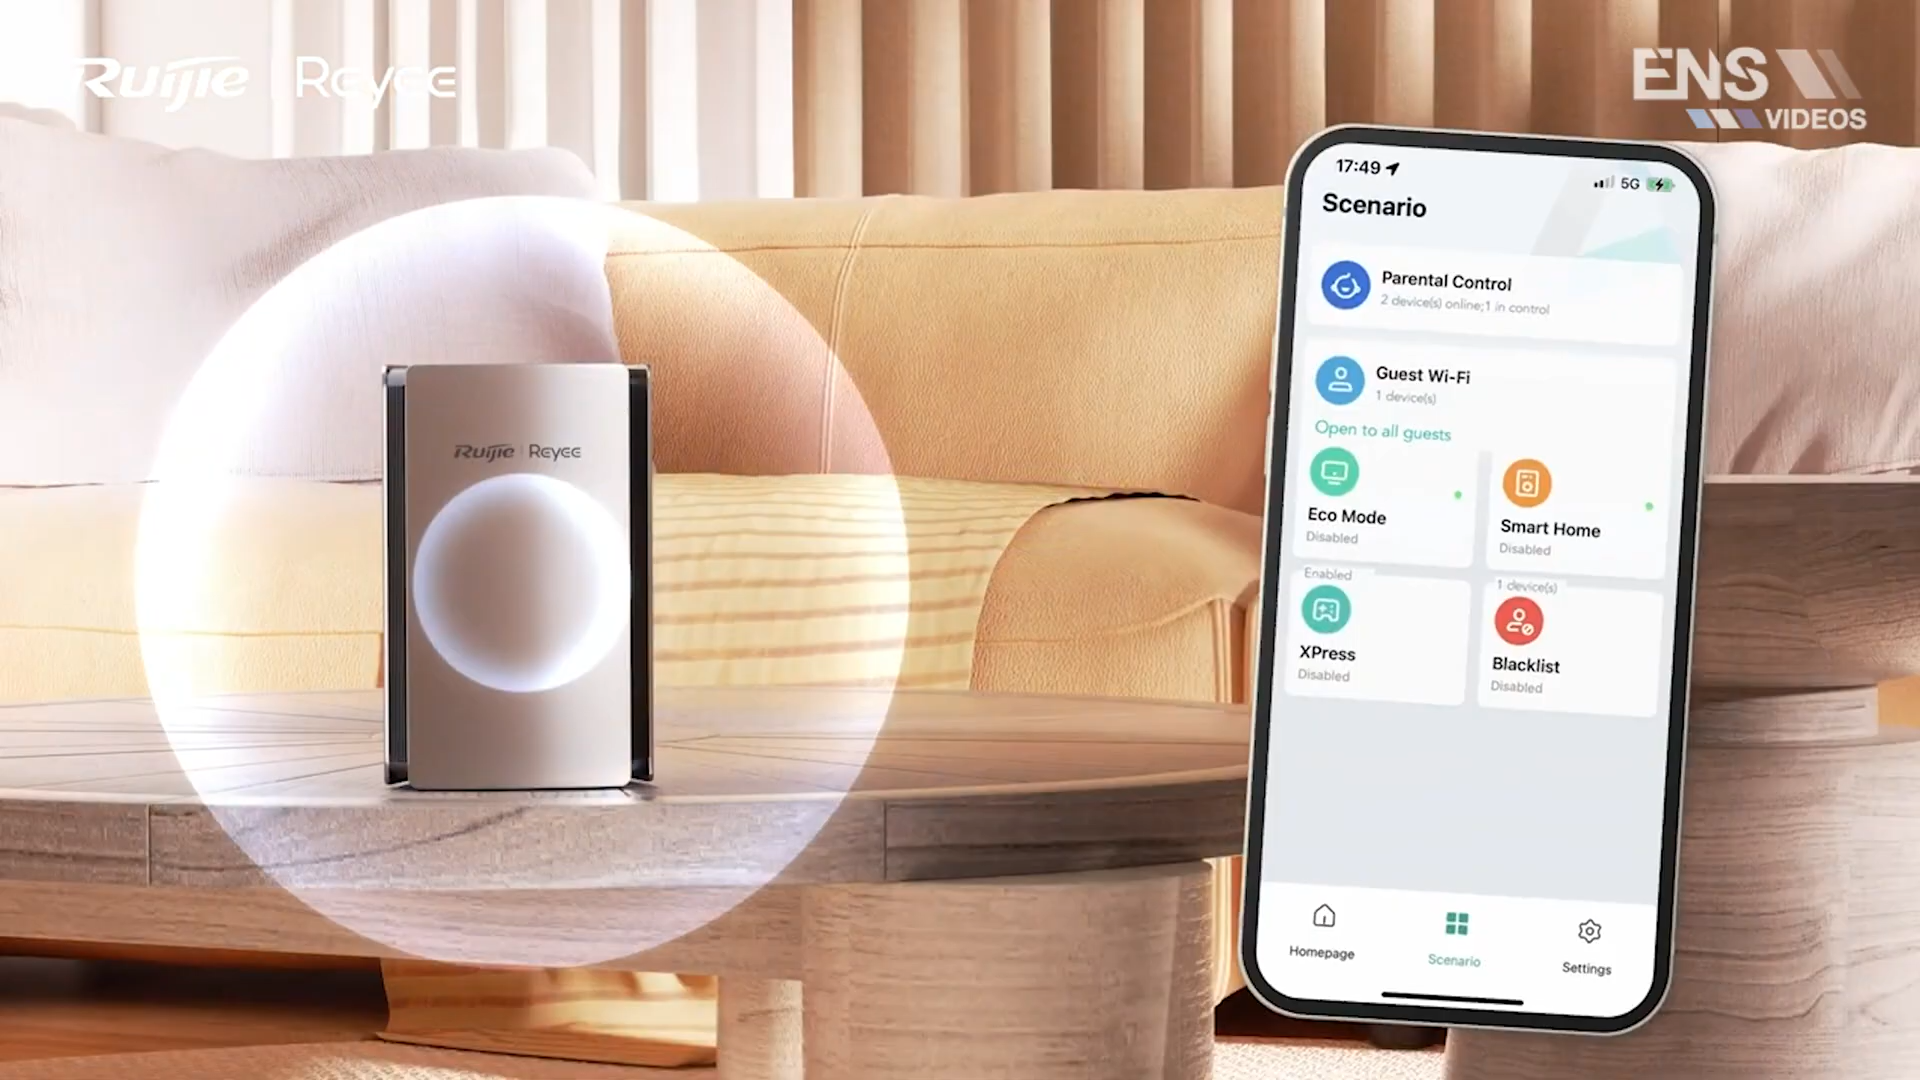 Ruijie | Reyee
ENS
VIDEOS
Ruijie | Reyee
17:49
5G
Scenario
Parental Control
2 device(s) online;1 in control
Guest Wi-Fi
1 device(s)
Open to all guests
Eco Mode
Disabled
Smart Home
Disabled
Enabled
1 device(s)
XPress
Disabled
Blacklist
Disabled
Homepage
Scenario
Settings